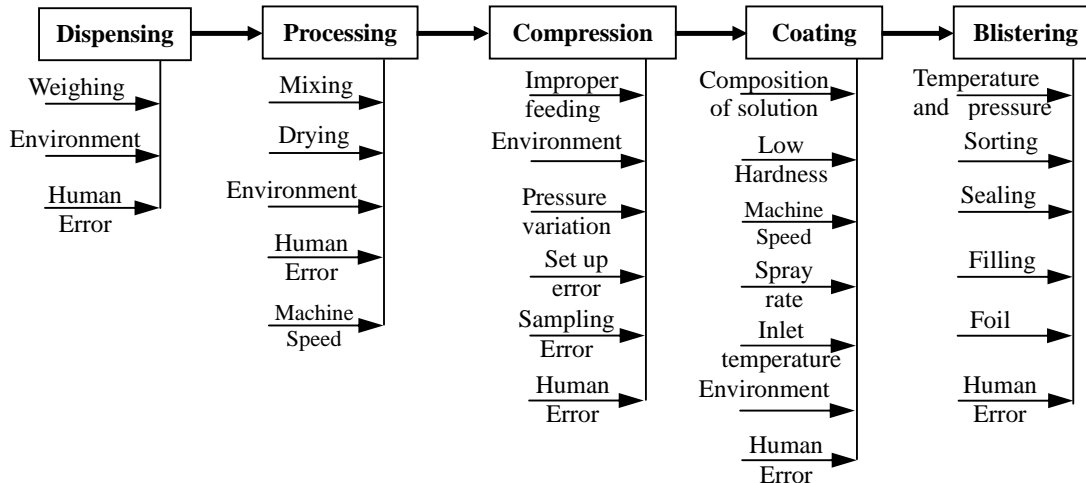 Dispensing
Weighing
Environment
Human
Error
Processing
Mixing
Drying
Environment
Human
Error
Machine
Speed
Compression
Improper
feeding
Environment
Pressure
variation
Set up
error
Sampling
Error
Human
Error
Coating
Composition
of solution
Low
Hardness
Machine
Speed
Spray
rate
Inlet
temperature
Environment
Human
Error
Blistering
Temperature
and pressure
Sorting
Sealing
Filling
Foil
Human
Error